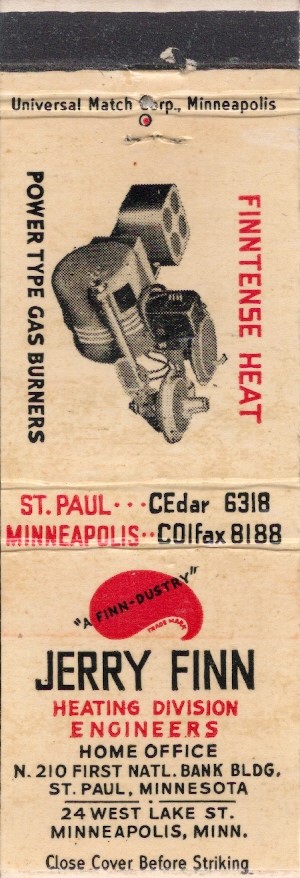 Universal Match Corp., Minneapolis
FINNTENSE HEAT
POWER TYPE GAS BURNERS
ST. PAUL ··· CEdar 6318
MINNEAPOLIS ·· COlfax 8188
"A FINN-DUSTRY"
TRADE MARK
JERRY FINN
HEATING DIVISION
ENGINEERS
HOME OFFICE
N. 210 FIRST NATL. BANK BLDG.
ST. PAUL, MINNESOTA
24 WEST LAKE ST.
MINNEAPOLIS, MINN.
Close Cover Before Striking